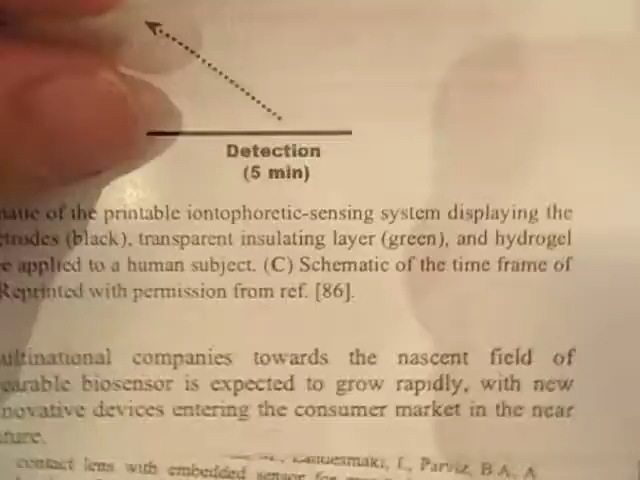 Detection
(5 min)
of the printable iontophoretic-sensing system displaying the
(black), transparent insulating layer (green), and hydrogel
applied to a human subject. (C) Schematic of the time frame of
Reprinted with permission from ref. [86].
ultinational companies towards the nascent field of
earable biosensor is expected to grow rapidly, with new
novative devices entering the consumer market in the near
ture.
I., Parviz, B.A. A
contact lens with embedded sensor for